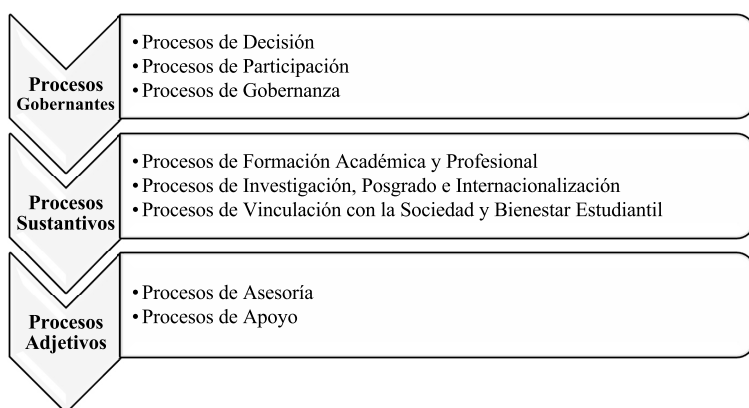 Procesos
Gobernantes
• Procesos de Decisión
• Procesos de Participación
• Procesos de Gobernanza
Procesos
Sustantivos
• Procesos de Formación Académica y Profesional
• Procesos de Investigación, Posgrado e Internacionalización
• Procesos de Vinculación con la Sociedad y Bienestar Estudiantil
Procesos
Adjetivos
• Procesos de Asesoría
• Procesos de Apoyo